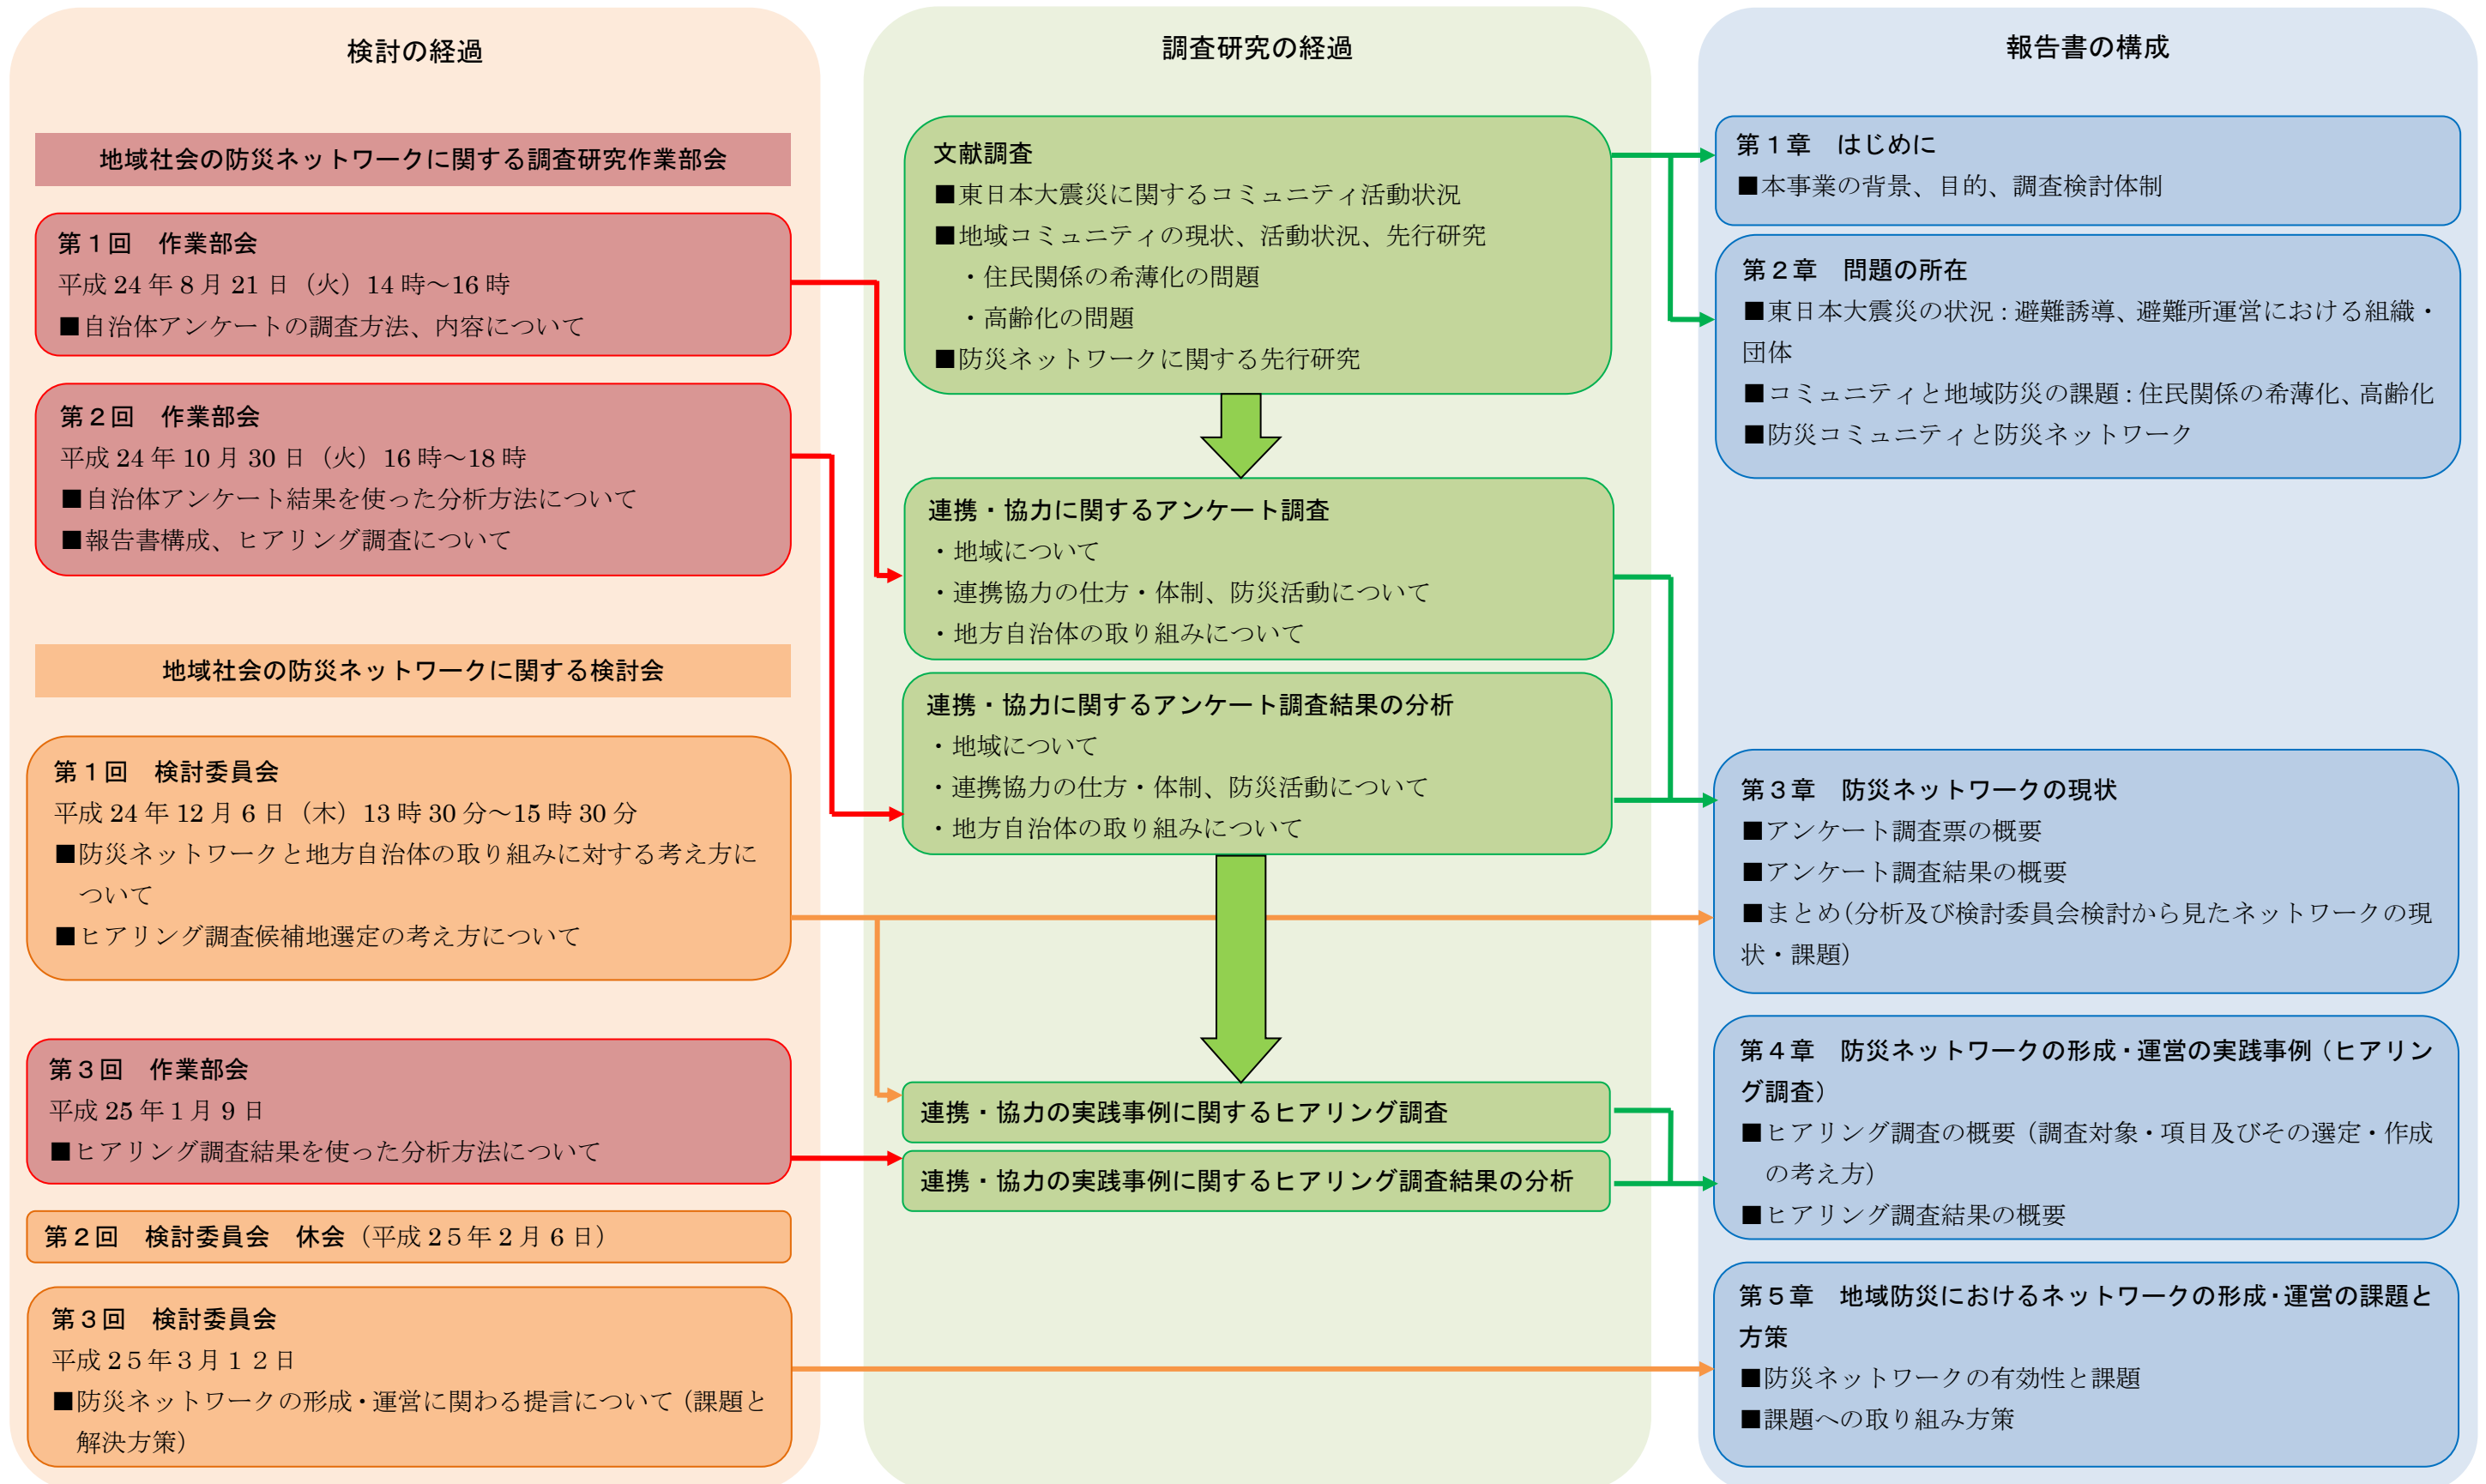 検討の経過
地域社会の防災ネットワークに関する調査研究作業部会
第1回　作業部会
平成 24 年 8 月 21 日（火）14 時～16 時
■自治体アンケートの調査方法、内容について
第2回　作業部会
平成 24 年 10 月 30 日（火）16 時～18 時
■自治体アンケート結果を使った分析方法について
■報告書構成、ヒアリング調査について
地域社会の防災ネットワークに関する検討会
第1回　検討委員会
平成 24 年 12 月 6 日（木）13 時 30 分～15 時 30 分
■防災ネットワークと地方自治体の取り組みに対する考え方に
ついて
■ヒアリング調査候補地選定の考え方について
第3回　作業部会
平成 25 年 1 月 9 日
■ヒアリング調査結果を使った分析方法について
第2回　検討委員会　休会（平成25年2月6日）
第3回　検討委員会
平成25年3月12日
■防災ネットワークの形成・運営に関わる提言について（課題と
解決方策）
調査研究の経過
文献調査
■東日本大震災に関するコミュニティ活動状況
■地域コミュニティの現状、活動状況、先行研究
・住民関係の希薄化の問題
・高齢化の問題
■防災ネットワークに関する先行研究
連携・協力に関するアンケート調査
・地域について
・連携協力の仕方・体制、防災活動について
・地方自治体の取り組みについて
連携・協力に関するアンケート調査結果の分析
・地域について
・連携協力の仕方・体制、防災活動について
・地方自治体の取り組みについて
連携・協力の実践事例に関するヒアリング調査
連携・協力の実践事例に関するヒアリング調査結果の分析
報告書の構成
第1章　はじめに
■本事業の背景、目的、調査検討体制
第2章　問題の所在
■東日本大震災の状況：避難誘導、避難所運営における組織・
団体
■コミュニティと地域防災の課題：住民関係の希薄化、高齢化
■防災コミュニティと防災ネットワーク
第3章　防災ネットワークの現状
■アンケート調査票の概要
■アンケート調査結果の概要
■まとめ（分析及び検討委員会検討から見たネットワークの現
状・課題）
第4章　防災ネットワークの形成・運営の実践事例（ヒアリン
グ調査）
■ヒアリング調査の概要（調査対象・項目及びその選定・作成
の考え方）
■ヒアリング調査結果の概要
第5章　地域防災におけるネットワークの形成・運営の課題と
方策
■防災ネットワークの有効性と課題
■課題への取り組み方策